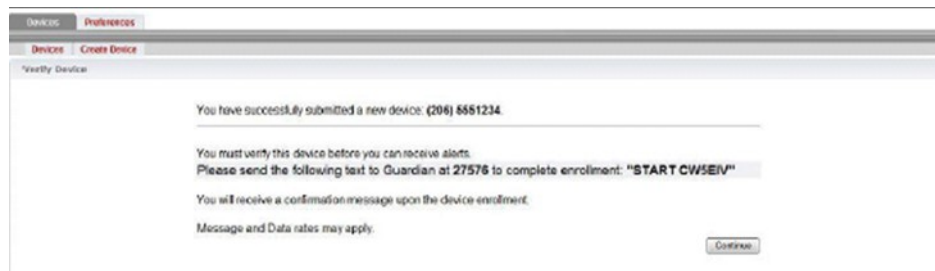 Devices Preferences
Devices Create Device
Verify Device
You have successfully submitted a new device: (206) 5551234.
You must verify this device before you can receive alerts.
Please send the following text to Guardian at 27576 to complete enrollment: "START CW5EIV"
You will receive a confirmation message upon the device enrollment.
Message and Data rates may apply.
Continue